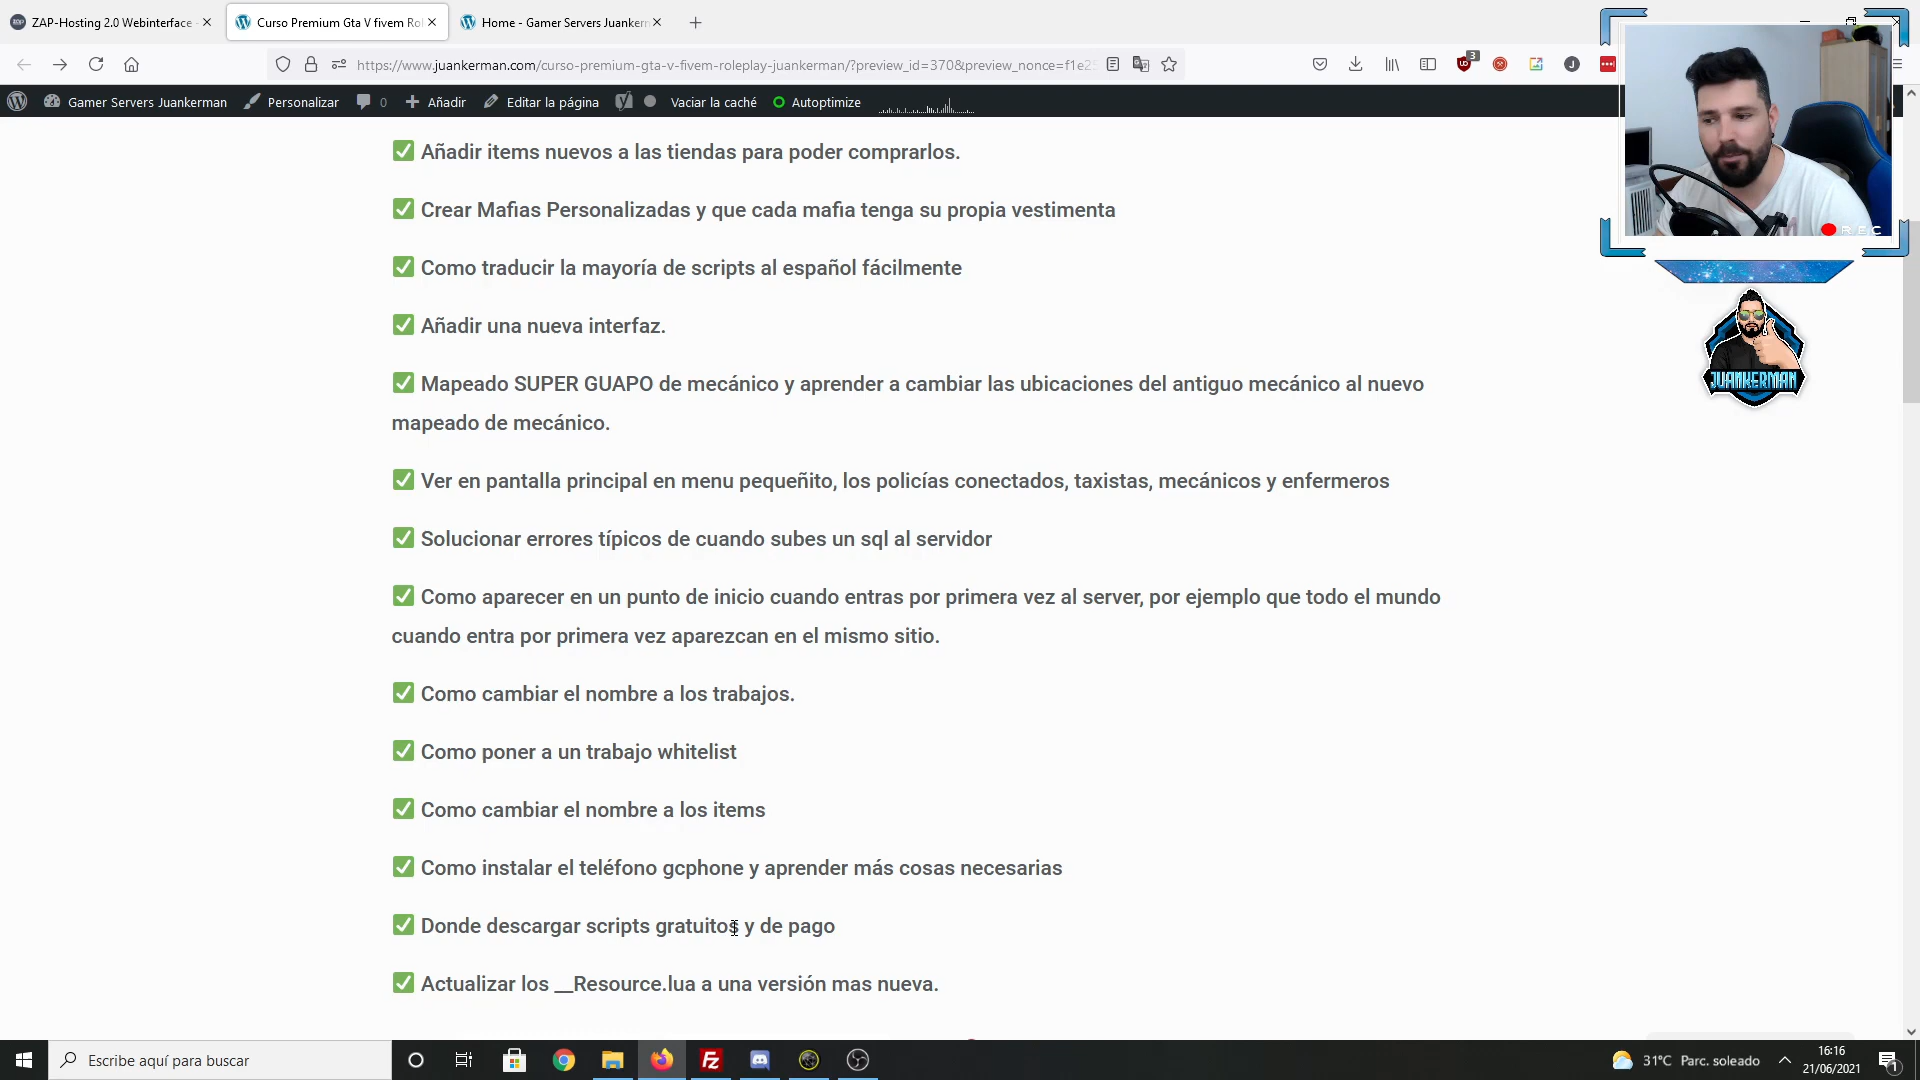 ZAP-Hosting 2.0 Webinterface
Curso Premium Gta V fivem Rol
Home - Gamer Servers Juankerm
https://www.juankerman.com/curso-premium-gta-v-fivem-roleplay-juankerman/?preview_id=370&preview_nonce=f1e25
3
Gamer Servers Juankerman
Personalizar
0
Añadir
Editar la página
Vaciar la caché
Autoptimize
REC
JUANKERMAN
✅ Añadir items nuevos a las tiendas para poder comprarlos.
✅ Crear Mafias Personalizadas y que cada mafia tenga su propia vestimenta
✅ Como traducir la mayoría de scripts al español fácilmente
✅ Añadir una nueva interfaz.
✅ Mapeado SUPER GUAPO de mecánico y aprender a cambiar las ubicaciones del antiguo mecánico al nuevo
mapeado de mecánico.
✅ Ver en pantalla principal en menu pequeñito, los policías conectados, taxistas, mecánicos y enfermeros
✅ Solucionar errores típicos de cuando subes un sql al servidor
✅ Como aparecer en un punto de inicio cuando entras por primera vez al server, por ejemplo que todo el mundo
cuando entra por primera vez aparezcan en el mismo sitio.
✅ Como cambiar el nombre a los trabajos.
✅ Como poner a un trabajo whitelist
✅ Como cambiar el nombre a los items
✅ Como instalar el teléfono gcphone y aprender más cosas necesarias
✅ Donde descargar scripts gratuitos y de pago
✅ Actualizar los __Resource.lua a una versión mas nueva.
Escribe aquí para buscar
31°C Parc. soleado
16:16
21/06/2021
1